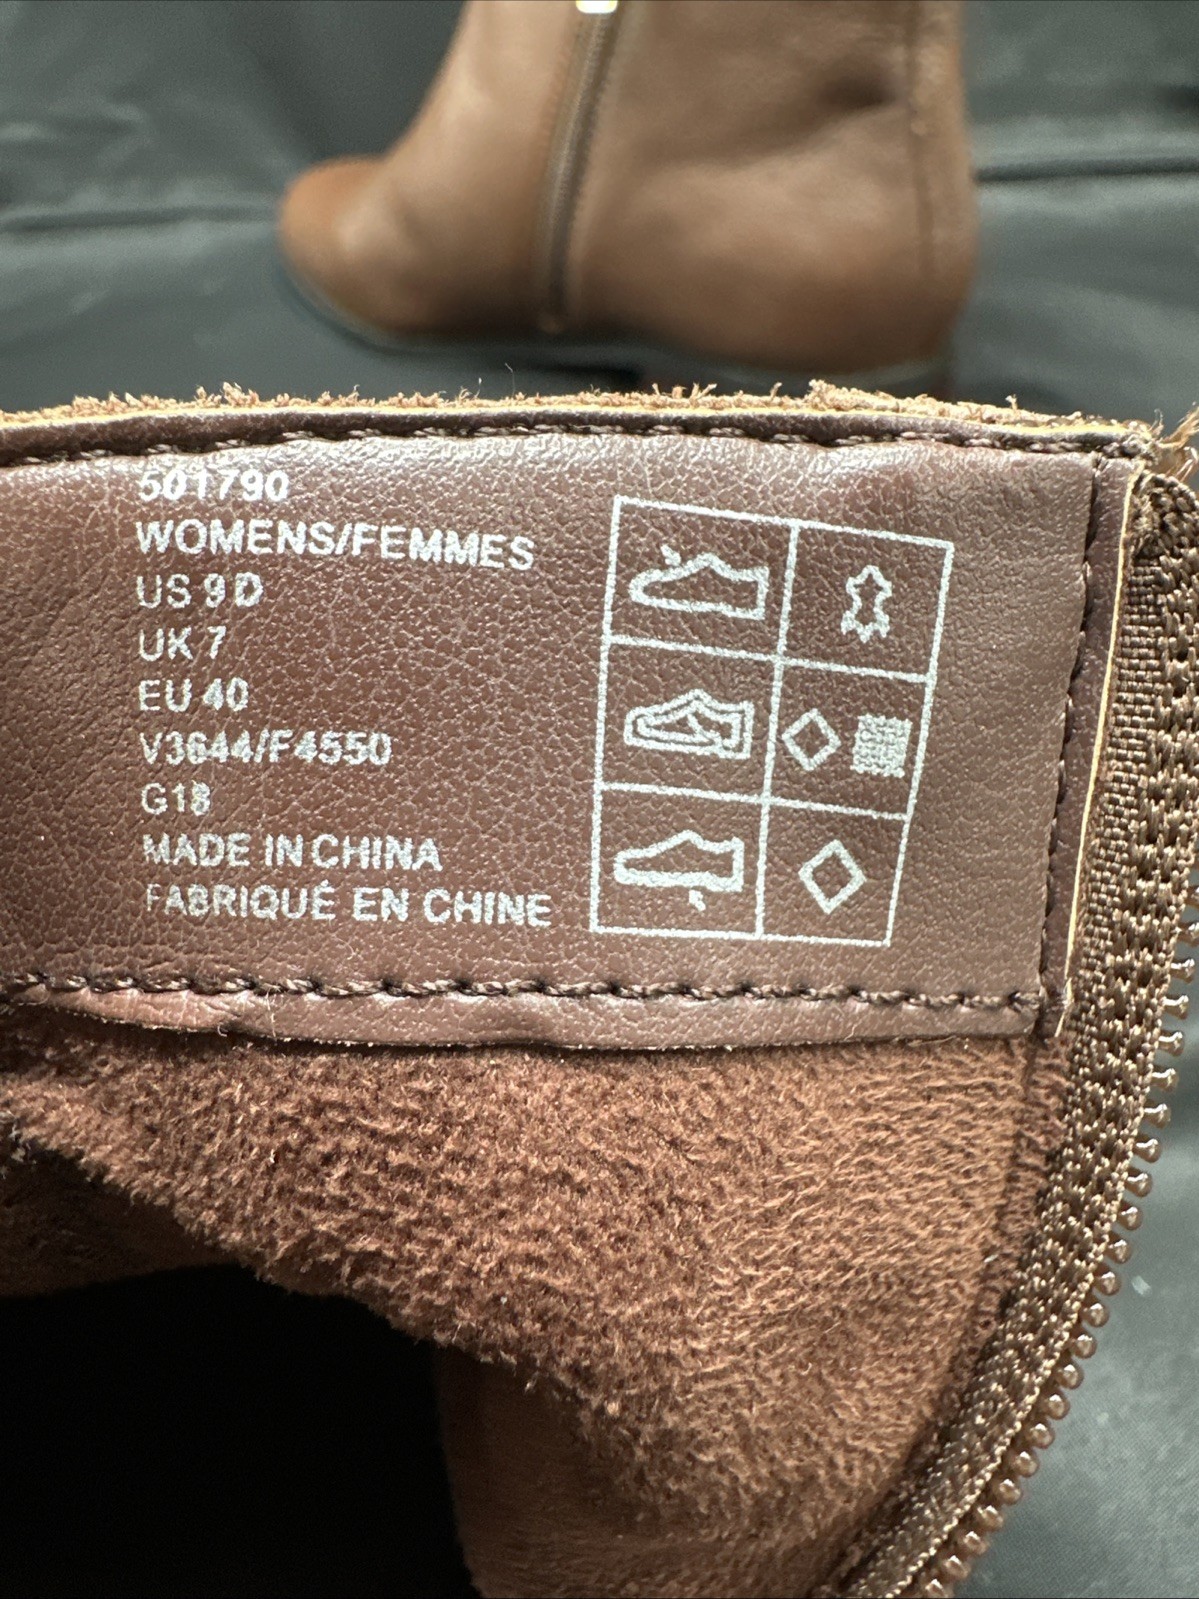 501790
WOMENS/FEMMES
US 9 D
UK 7
EU 40
V3644/F4550
G18
MADE IN CHINA
FABRIQUÉ EN CHINE